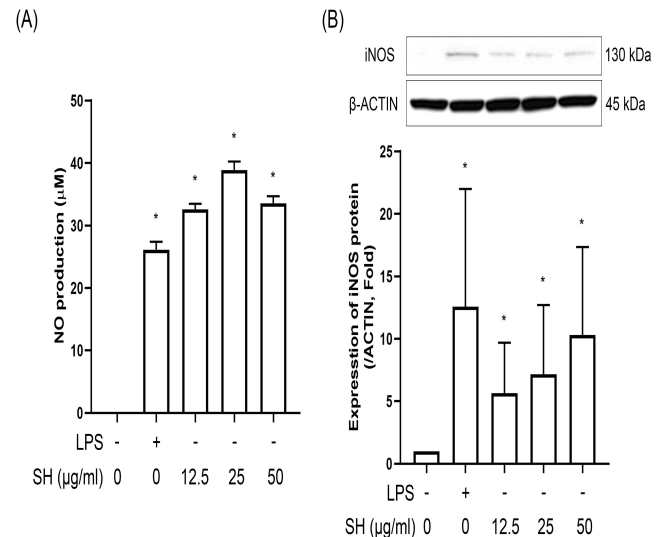 (A)
(B)
iNOS
130 kDa
β-ACTIN
45 kDa
NO production (μM)
50
40
30
20
10
0
*
*
*
*
LPS - + - - -
SH (μg/ml) 0 0 12.5 25 50
Expresstion of iNOS protein
(/ACTIN, Fold)
25
20
15
10
5
0
*
*
*
*
LPS - + - - -
SH (μg/ml) 0 0 12.5 25 50